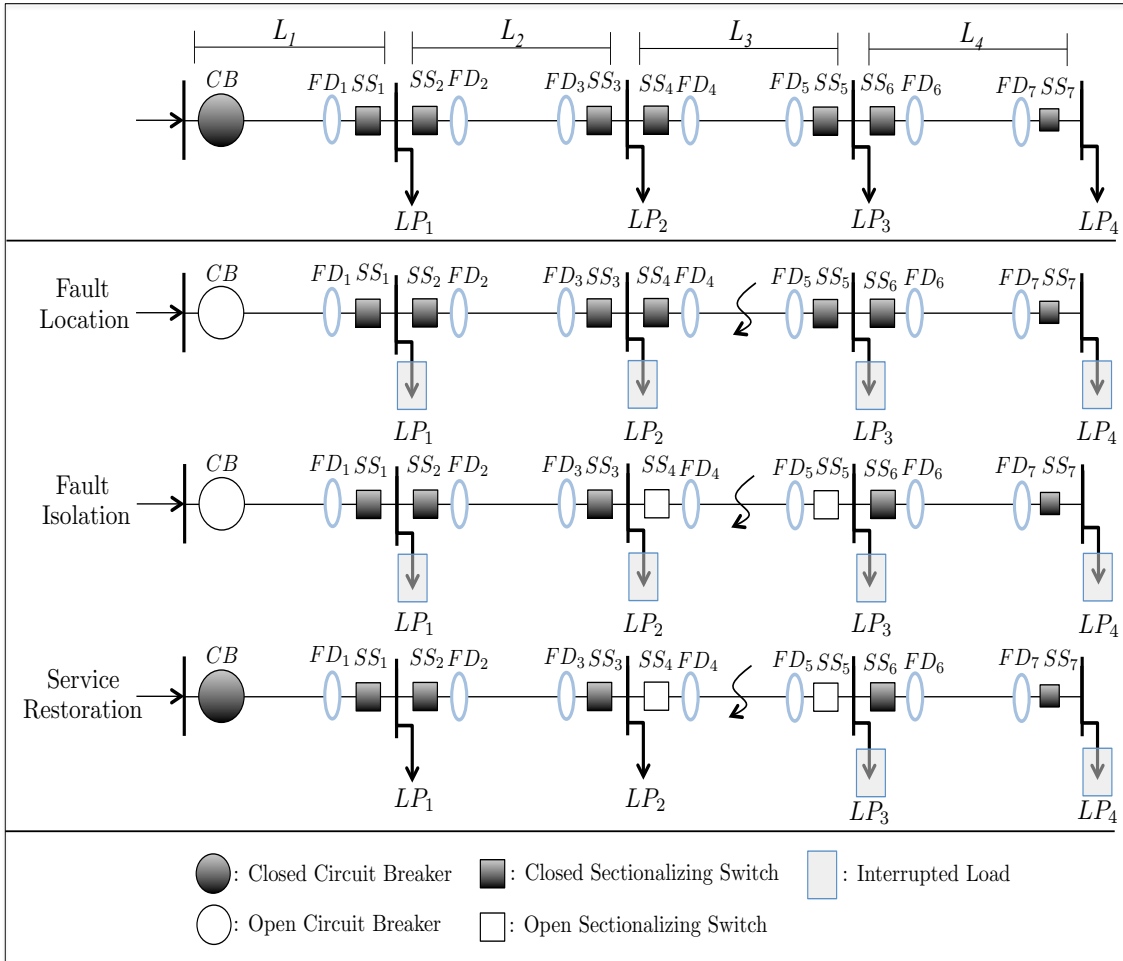 L₁ L₂ L₃ L₄
CB FD₁ SS₁ SS₂ FD₂ FD₃ SS₃ SS₄ FD₄ FD₅ SS₅ SS₆ FD₆ FD₇ SS₇
LP₁ LP₂ LP₃ LP₄
Fault
Location
CB FD₁ SS₁ SS₂ FD₂ FD₃ SS₃ SS₄ FD₄ FD₅ SS₅ SS₆ FD₆ FD₇ SS₇
LP₁ LP₂ LP₃ LP₄
Fault
Isolation
CB FD₁ SS₁ SS₂ FD₂ FD₃ SS₃ SS₄ FD₄ FD₅ SS₅ SS₆ FD₆ FD₇ SS₇
LP₁ LP₂ LP₃ LP₄
Service
Restoration
CB FD₁ SS₁ SS₂ FD₂ FD₃ SS₃ SS₄ FD₄ FD₅ SS₅ SS₆ FD₆ FD₇ SS₇
LP₁ LP₂ LP₃ LP₄
: Closed Circuit Breaker : Closed Sectionalizing Switch : Interrupted Load
: Open Circuit Breaker : Open Sectionalizing Switch